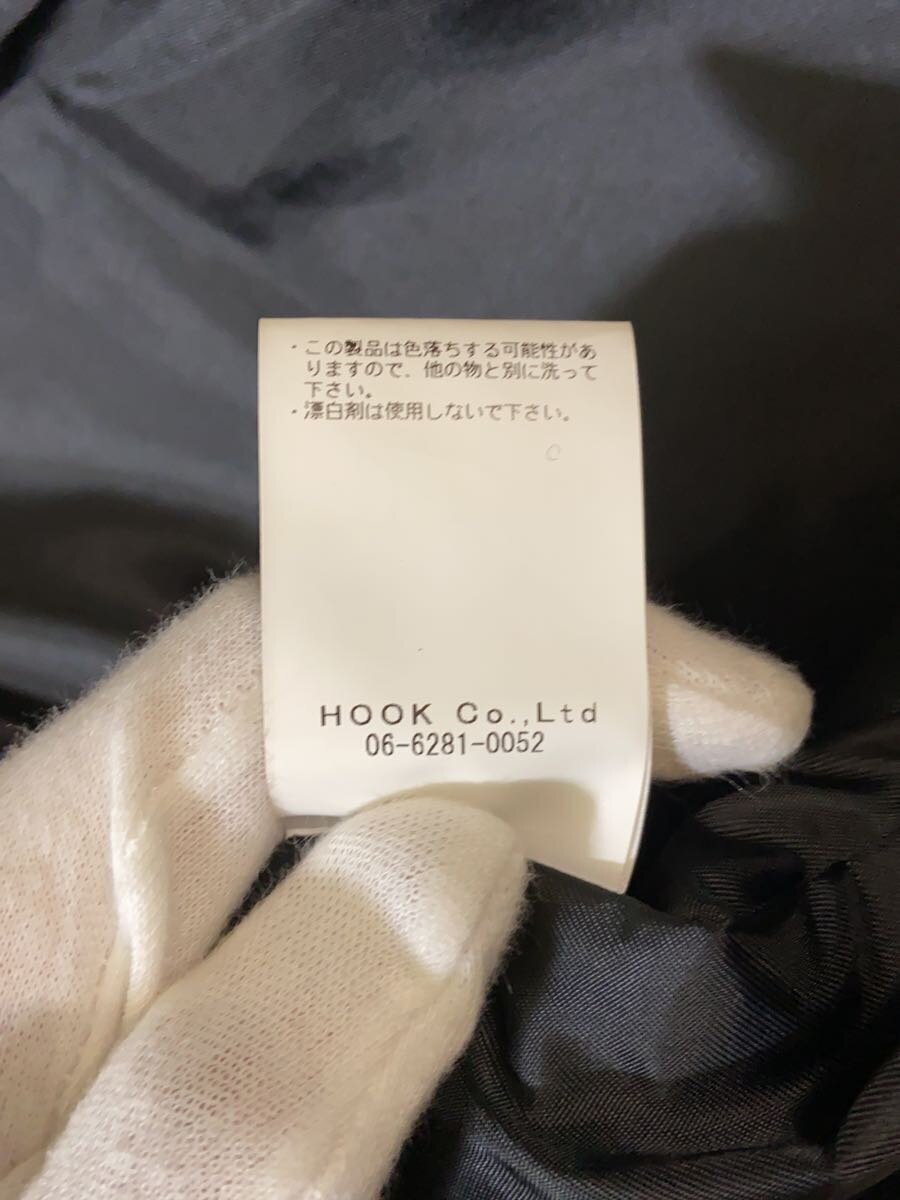 ・この製品は色落ちする可能性があ
りますので、他の物と別に洗って
下さい。
・漂白剤は使用しないで下さい。
HOOK Co.,Ltd
06-6281-0052